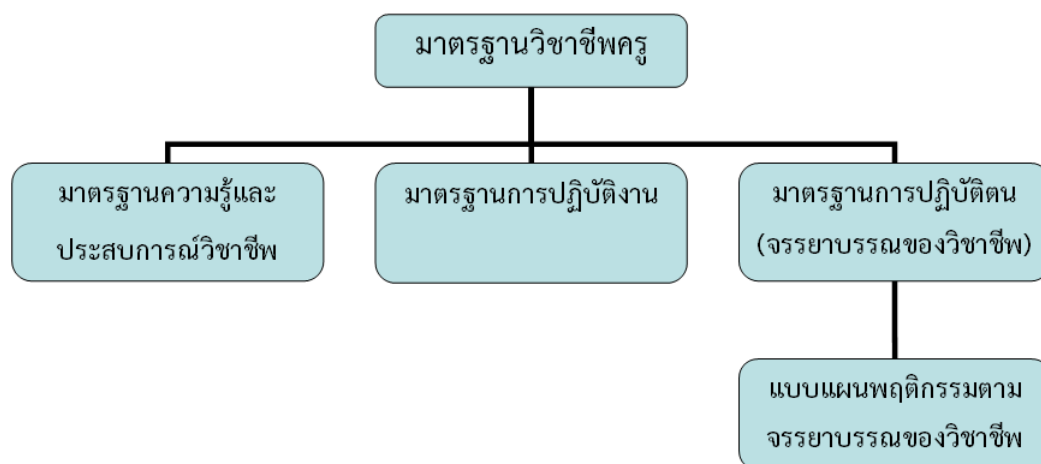 มาตรฐานวิชาชีพครู
มาตรฐานความรู้และ
ประสบการณ์วิชาชีพ
มาตรฐานการปฏิบัติงาน
มาตรฐานการปฏิบัติตน
(จรรยาบรรณของวิชาชีพ)
แบบแผนพฤติกรรมตาม
จรรยาบรรณของวิชาชีพ